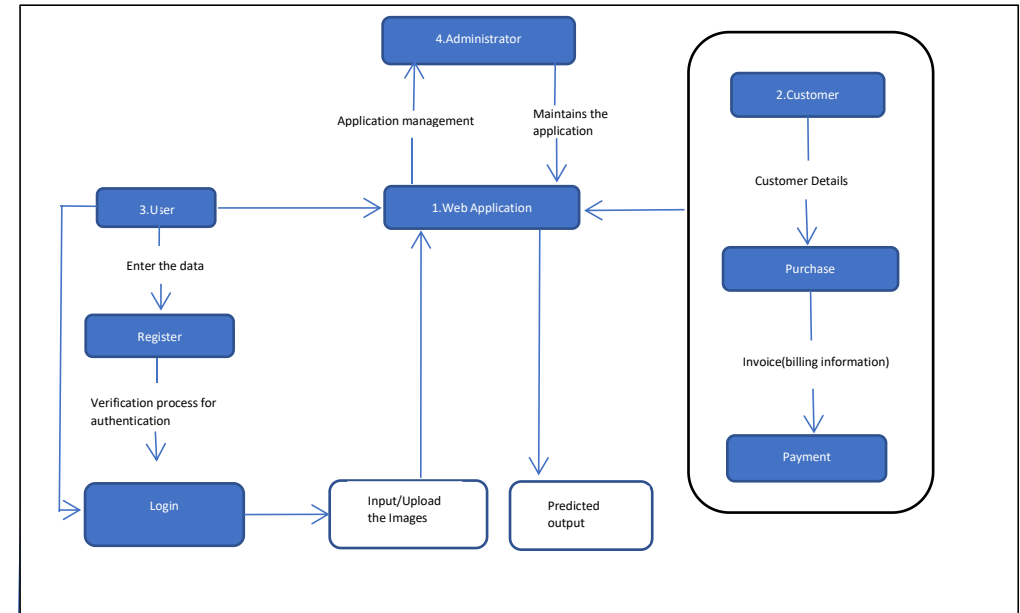 4.Administrator
2.Customer
Application management
Maintains the
application
Customer Details
3.User
1.Web Application
Enter the data
Purchase
Register
Invoice(billing information)
Verification process for
authentication
Payment
Login
Input/Upload
the Images
Predicted
output